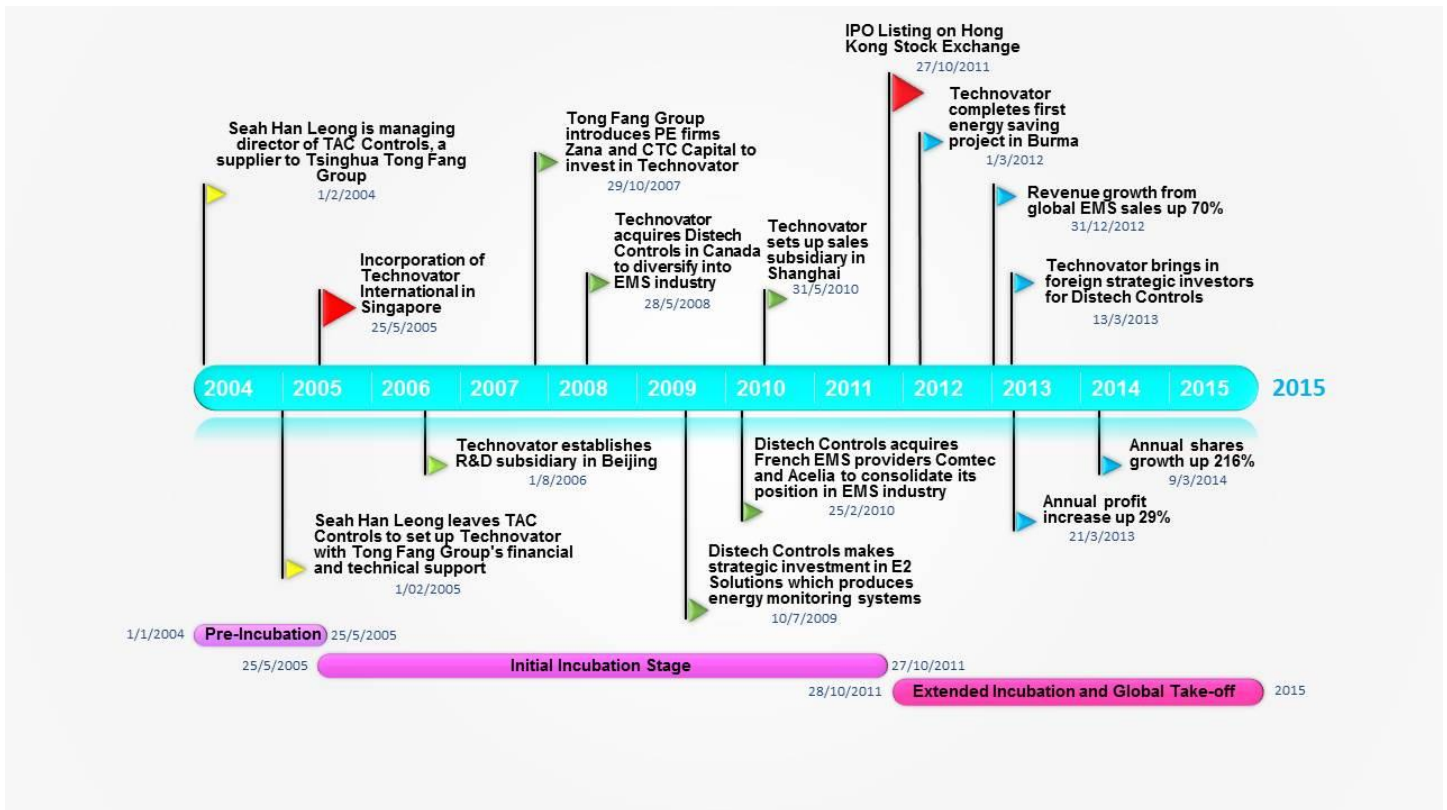 IPO Listing on Hong
Kong Stock Exchange
27/10/2011
Technovator
completes first
energy saving
project in Burma
1/3/2012
Seah Han Leong is managing
director of TAC Controls, a
supplier to Tsinghua Tong Fang
Group
1/2/2004
Tong Fang Group
introduces PE firms
Zana and CTC Capital to
invest in Technovator
29/10/2007
Revenue growth from
global EMS sales up 70%
31/12/2012
Incorporation of
Technovator
International in
Singapore
25/5/2005
Technovator
acquires Distech
Controls in Canada
to diversify into
EMS industry
28/5/2008
Technovator
sets up sales
subsidiary in
Shanghai
31/5/2010
Technovator brings in
foreign strategic investors
for Distech Controls
13/3/2013
2004 2005 2006 2007 2008 2009 2010 2011 2012 2013 2014 2015 2015
Technovator establishes
R&D subsidiary in Beijing
1/8/2006
Distech Controls acquires
French EMS providers Comtec
and Acelia to consolidate its
position in EMS industry
25/2/2010
Annual shares
growth up 216%
9/3/2014
Annual profit
increase up 29%
21/3/2013
Seah Han Leong leaves TAC
Controls to set up Technovator
with Tong Fang Group's financial
and technical support
1/02/2005
Distech Controls makes
strategic investment in E2
Solutions which produces
energy monitoring systems
10/7/2009
1/1/2004 Pre-Incubation 25/5/2005
25/5/2005 Initial Incubation Stage 27/10/2011
28/10/2011 Extended Incubation and Global Take-off 2015